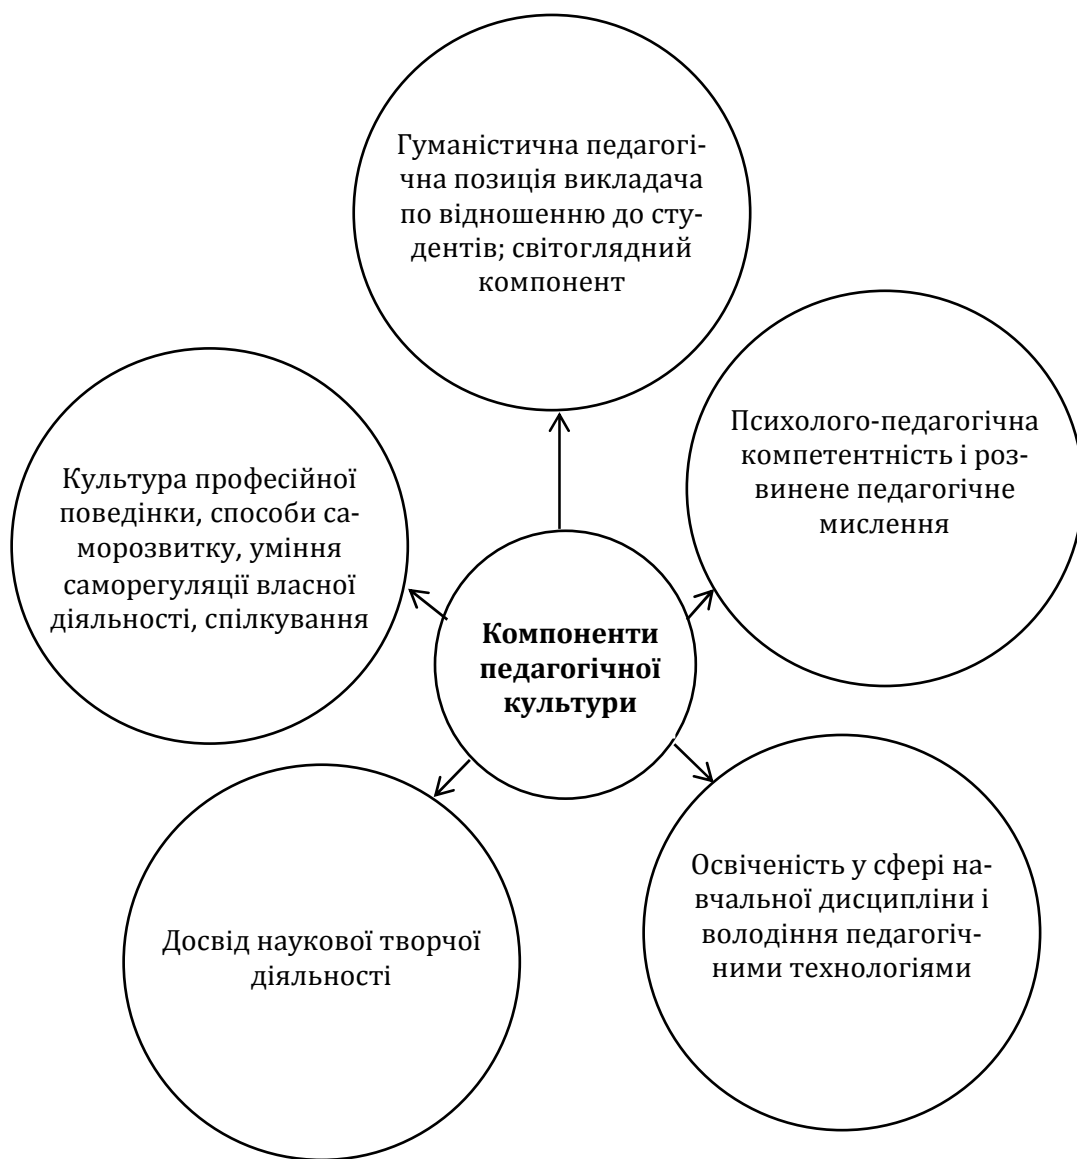 Гуманістична педагогі-
чна позиція викладача
по відношенню до сту-
дентів; світоглядний
компонент
Психолого-педагогічна
компетентність і роз-
винене педагогічне
мислення
Культура професійної
поведінки, способи са-
морозвитку, уміння
саморегуляції власної
діяльності, спілкування
Компоненти
педагогічної
культури
Освіченість у сфері на-
вчальної дисципліни і
володіння педагогіч-
ними технологіями
Досвід наукової творчої
діяльності